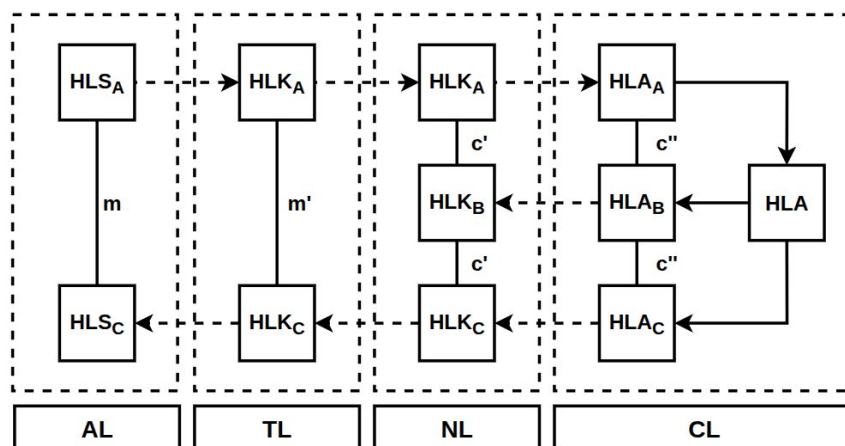 HLS_A HLK_A HLK_A HLA_A
c' c''
m m' HLK_B HLA_B HLA
c' c''
HLS_C HLK_C HLK_C HLA_C
AL TL NL CL